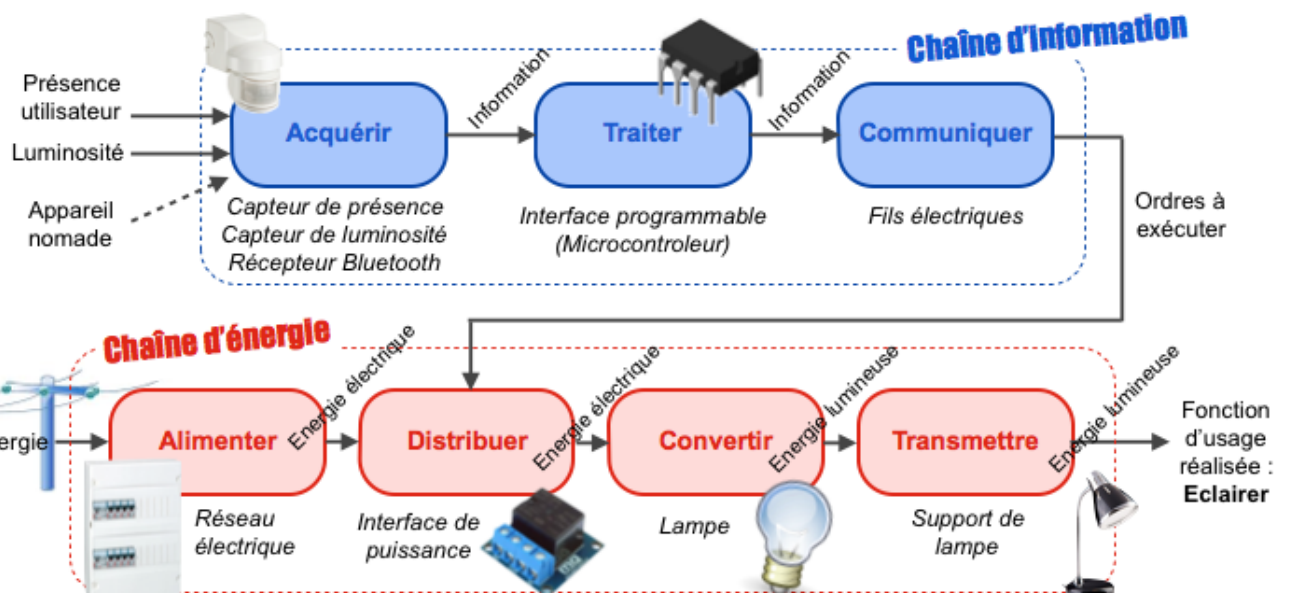 Chaîne d'information
Présence
utilisateur
Luminosité
Appareil
nomade
Acquérir
Information
Traiter
Information
Communiquer
Capteur de présence
Capteur de luminosité
Récepteur Bluetooth
Interface programmable
(Microcontroleur)
Fils électriques
Ordres à
exécuter
Chaîne d'énergie
ergie
Alimenter
Energie électrique
Distribuer
Energie électrique
Convertir
Energie lumineuse
Transmettre
Energie lumineuse
Fonction
d'usage
réalisée :
Eclairer
Réseau
électrique
Interface de
puissance
Lampe
Support de
lampe